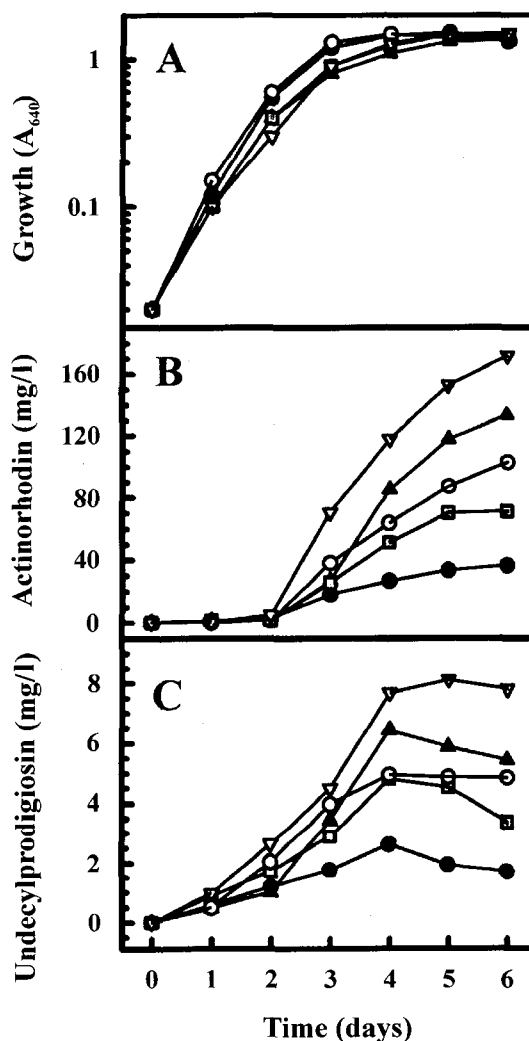 A
1
0.1
Growth (A640)
B
160
120
80
40
0
Actinorhodin (mg/l)
C
8
6
4
2
0
Undecylprodigiosin (mg/l)
0 1 2 3 4 5 6
Time (days)